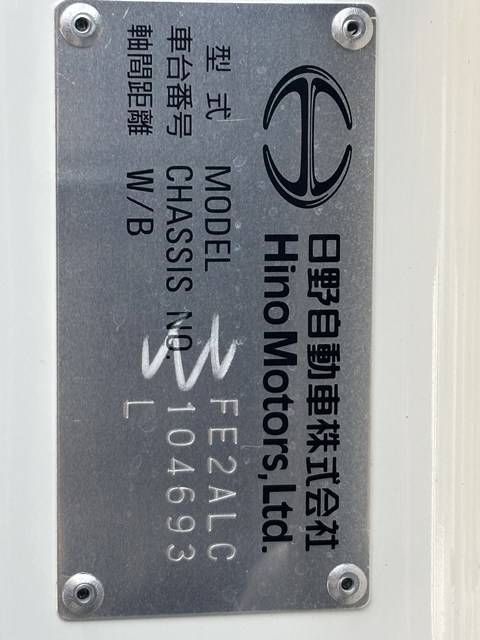 日野自動車株式会社
Hino Motors, Ltd.
型式 MODEL FE2ALC
車台番号 CHASSIS NO. 104693
軸間距離 W/B L